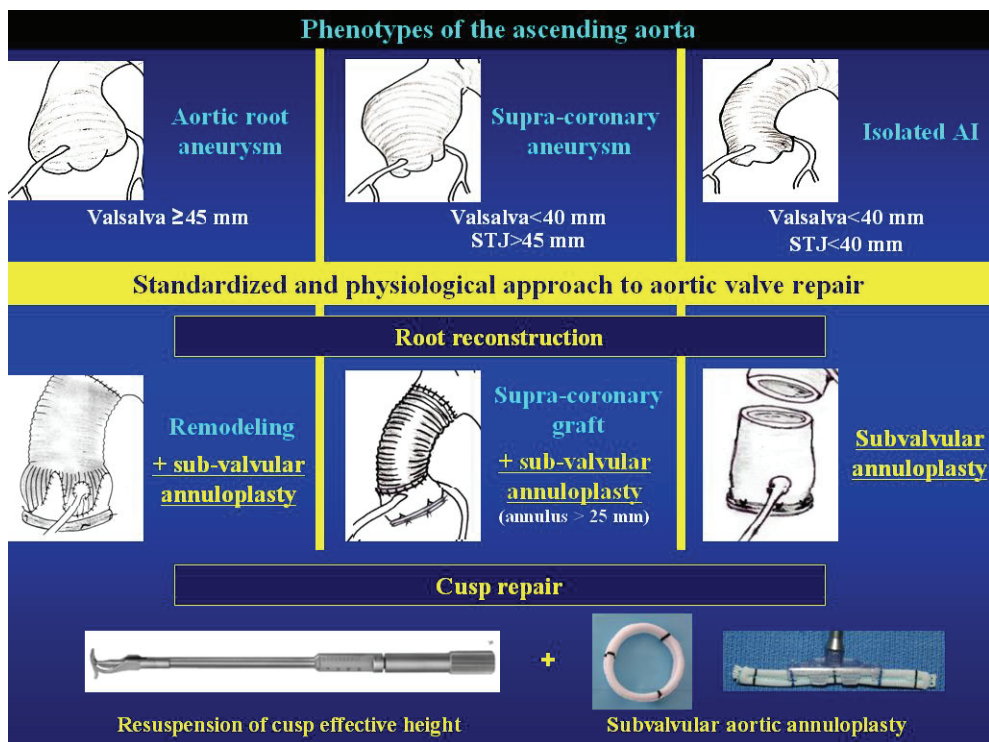 Phenotypes of the ascending aorta
Aortic root
aneurysm
Valsalva ≥45 mm
Supra-coronary
aneurysm
Valsalva<40 mm
STJ>45 mm
Isolated AI
Valsalva<40 mm
STJ<40 mm
Standardized and physiological approach to aortic valve repair
Root reconstruction
Remodeling
+ sub-valvular
annuloplasty
Supra-coronary
graft
+ sub-valvular
annuloplasty
(annulus > 25 mm)
Subvalvular
annuloplasty
Cusp repair
+
Resuspension of cusp effective height
Subvalvular aortic annuloplasty